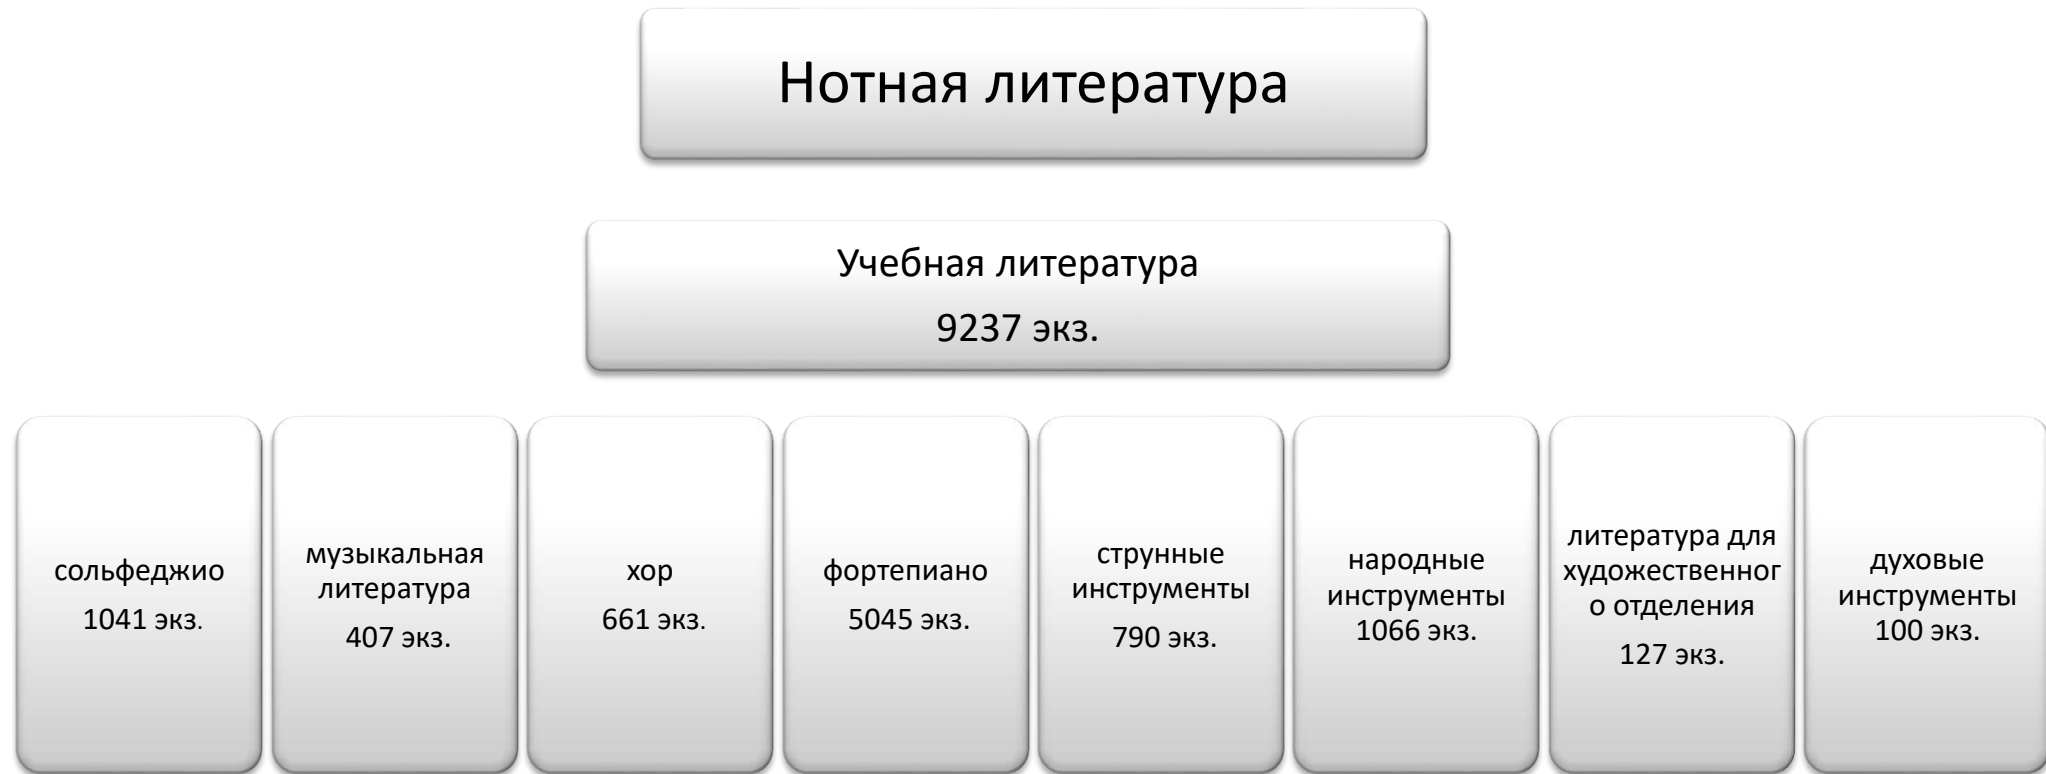 Нотная литература
Учебная литература
9237 экз.
сольфеджио
1041 экз.
музыкальная
литература
407 экз.
хор
661 экз.
фортепиано
5045 экз.
струнные
инструменты
790 экз.
народные
инструменты
1066 экз.
литература для
художественног
о отделения
127 экз.
духовые
инструменты
100 экз.